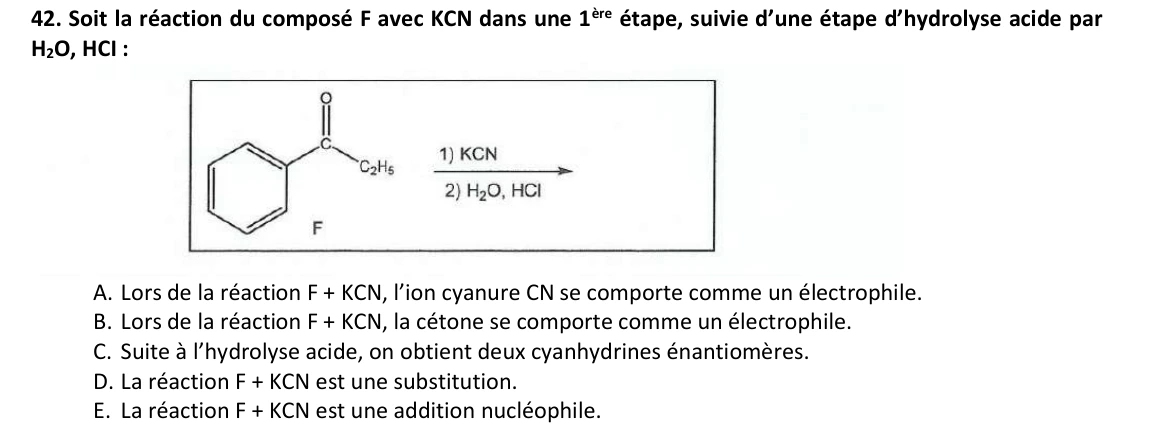 42. Soit la réaction du composé F avec KCN dans une 1ère étape, suivie d’une étape d’hydrolyse acide par
H2O, HCl :
O
C
C2H5
1) KCN
2) H2O, HCl
F
A. Lors de la réaction F + KCN, l’ion cyanure CN se comporte comme un électrophile.
B. Lors de la réaction F + KCN, la cétone se comporte comme un électrophile.
C. Suite à l’hydrolyse acide, on obtient deux cyanhydrines énantiomères.
D. La réaction F + KCN est une substitution.
E. La réaction F + KCN est une addition nucléophile.